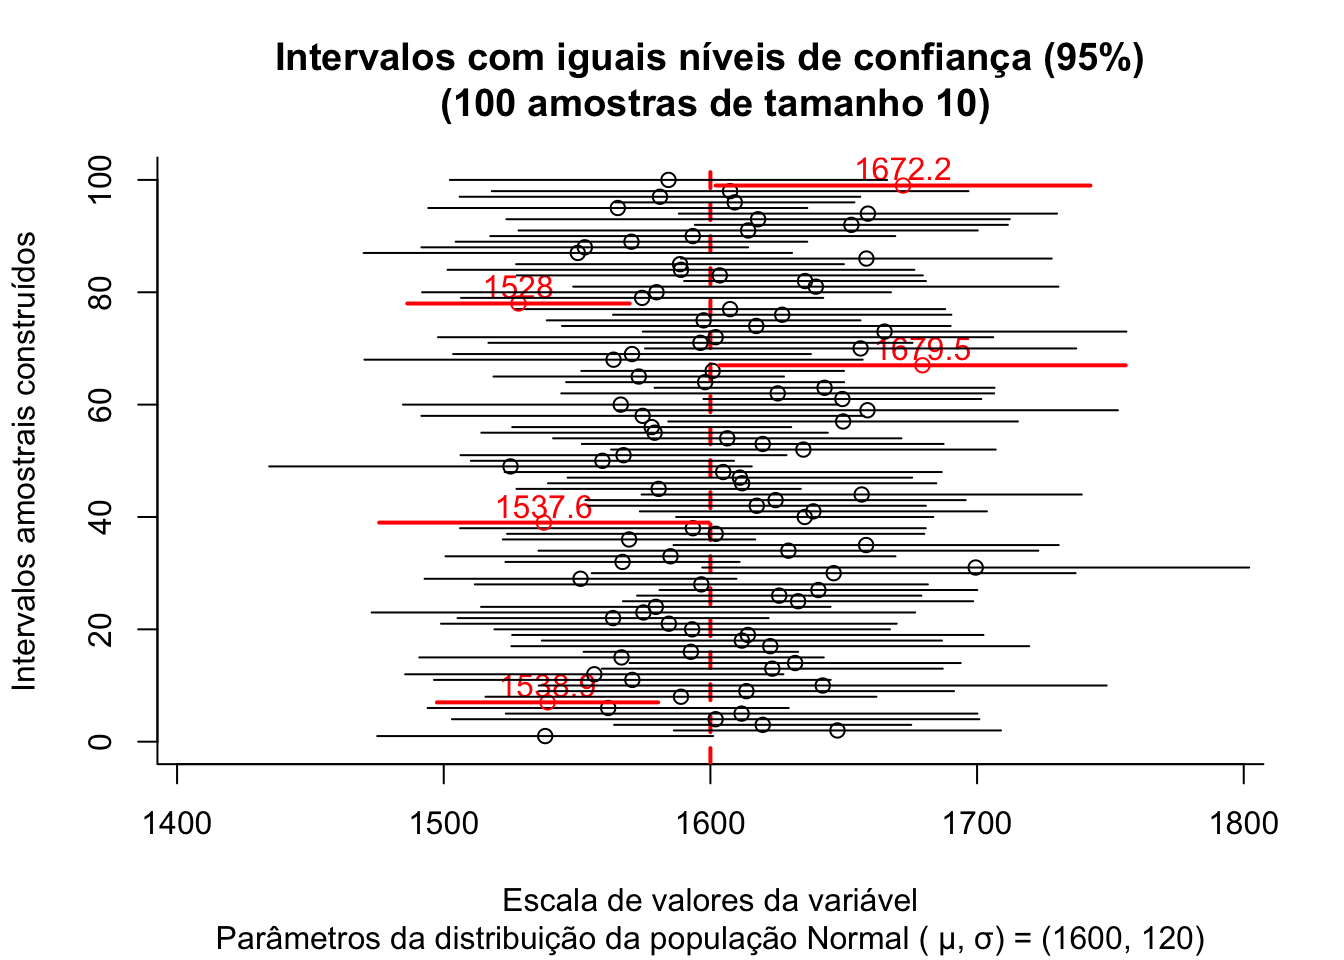 Intervalos com iguais níveis de confiança (95%)
(100 amostras de tamanho 10)
Intervalos amostrais construídos
100
80
60
40
20
0
1672.2
1528
1679.5
1537.6
1538.9
1400 1500 1600 1700 1800
Escala de valores da variável
Parâmetros da distribuição da população Normal ( μ, σ) = (1600, 120)